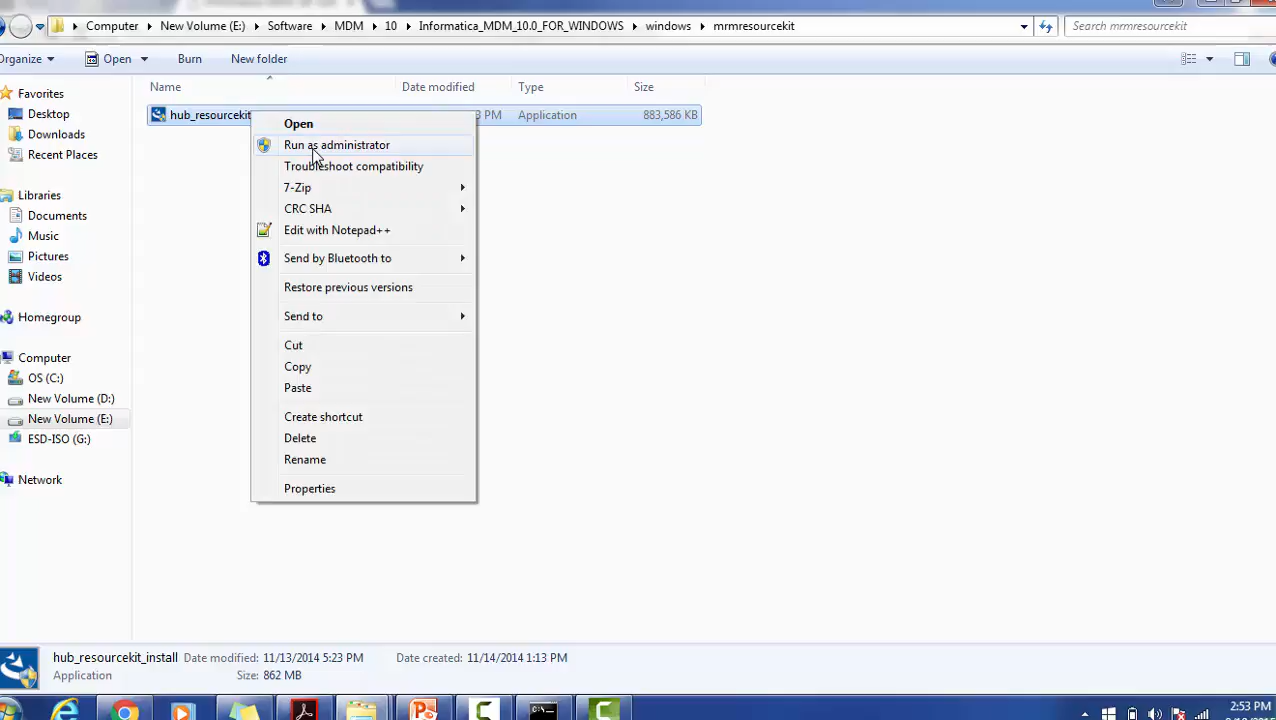 Computer New Volume (E:) Software MDM 10 Informatica_MDM_10.0_FOR_WINDOWS windows mrmresourcekit Search mrmresourcekit
Organize Open Burn New folder
Name Date modified Type Size
Favorites
Desktop
Downloads
Recent Places
Libraries
Documents
Music
Pictures
Videos
Homegroup
Computer
OS (C:)
New Volume (D:)
New Volume (E:)
ESD-ISO (G:)
Network
hub_resourcekit PM Application 883,586 KB
Open
Run as administrator
Troubleshoot compatibility
7-Zip
CRC SHA
Edit with Notepad++
Send by Bluetooth to
Restore previous versions
Send to
Cut
Copy
Paste
Create shortcut
Delete
Rename
Properties
hub_resourcekit_install Date modified: 11/13/2014 5:23 PM Date created: 11/14/2014 1:13 PM
Application Size: 862 MB
2:53 PM